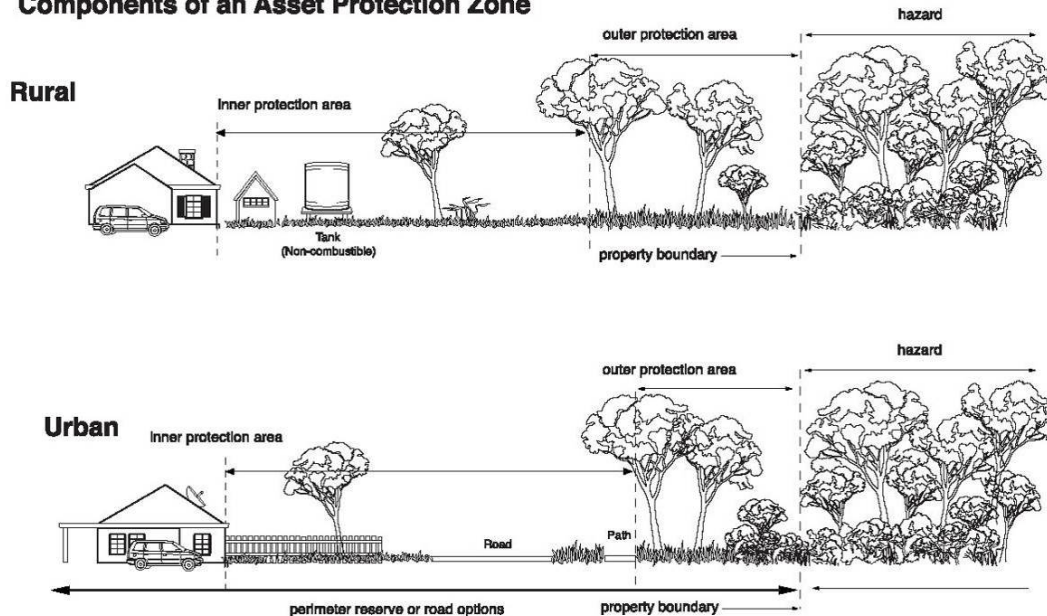 Components of an Asset Protection Zone
hazard
outer protection area
Rural
Inner protection area
Tank
(Non-combustible)
property boundary
hazard
outer protection area
Urban
Inner protection area
Road
Path
perimeter reserve or road options
property boundary